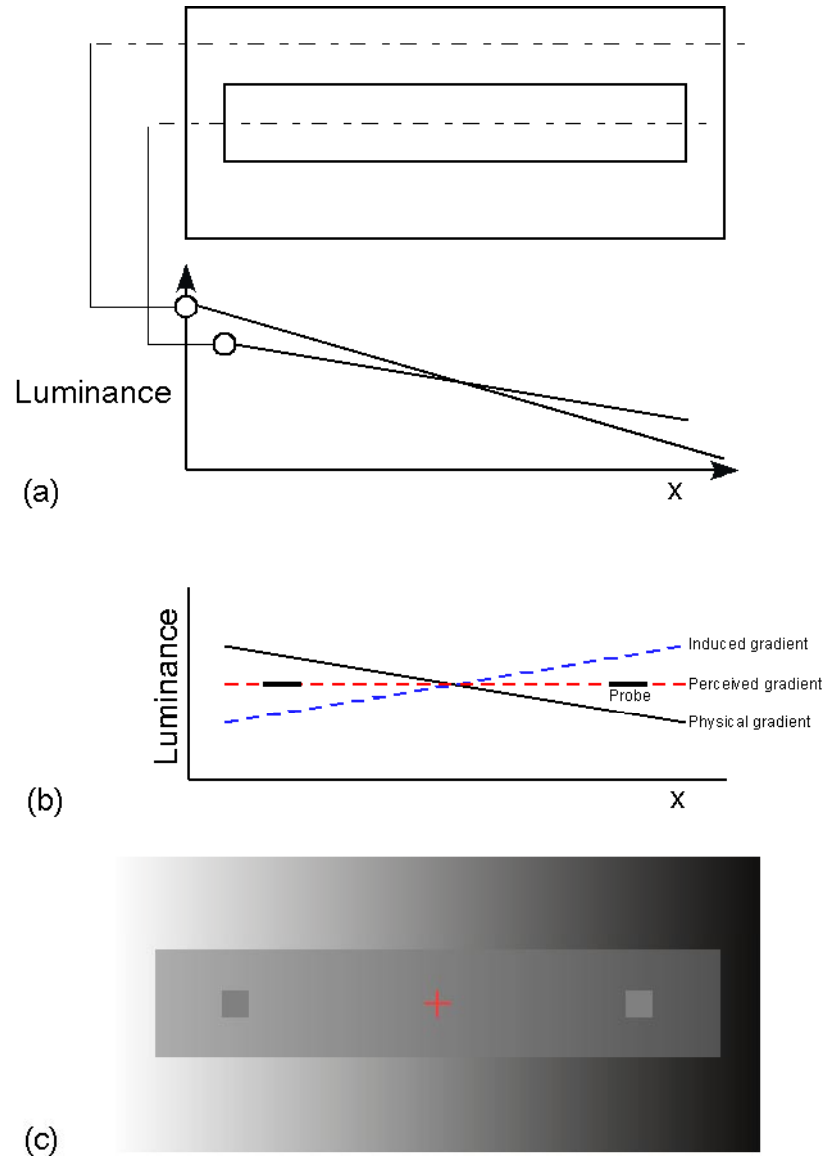 Luminance
x
(a)
Luminance
Induced gradient
Perceived gradient
Probe
Physical gradient
x
(b)
(c)